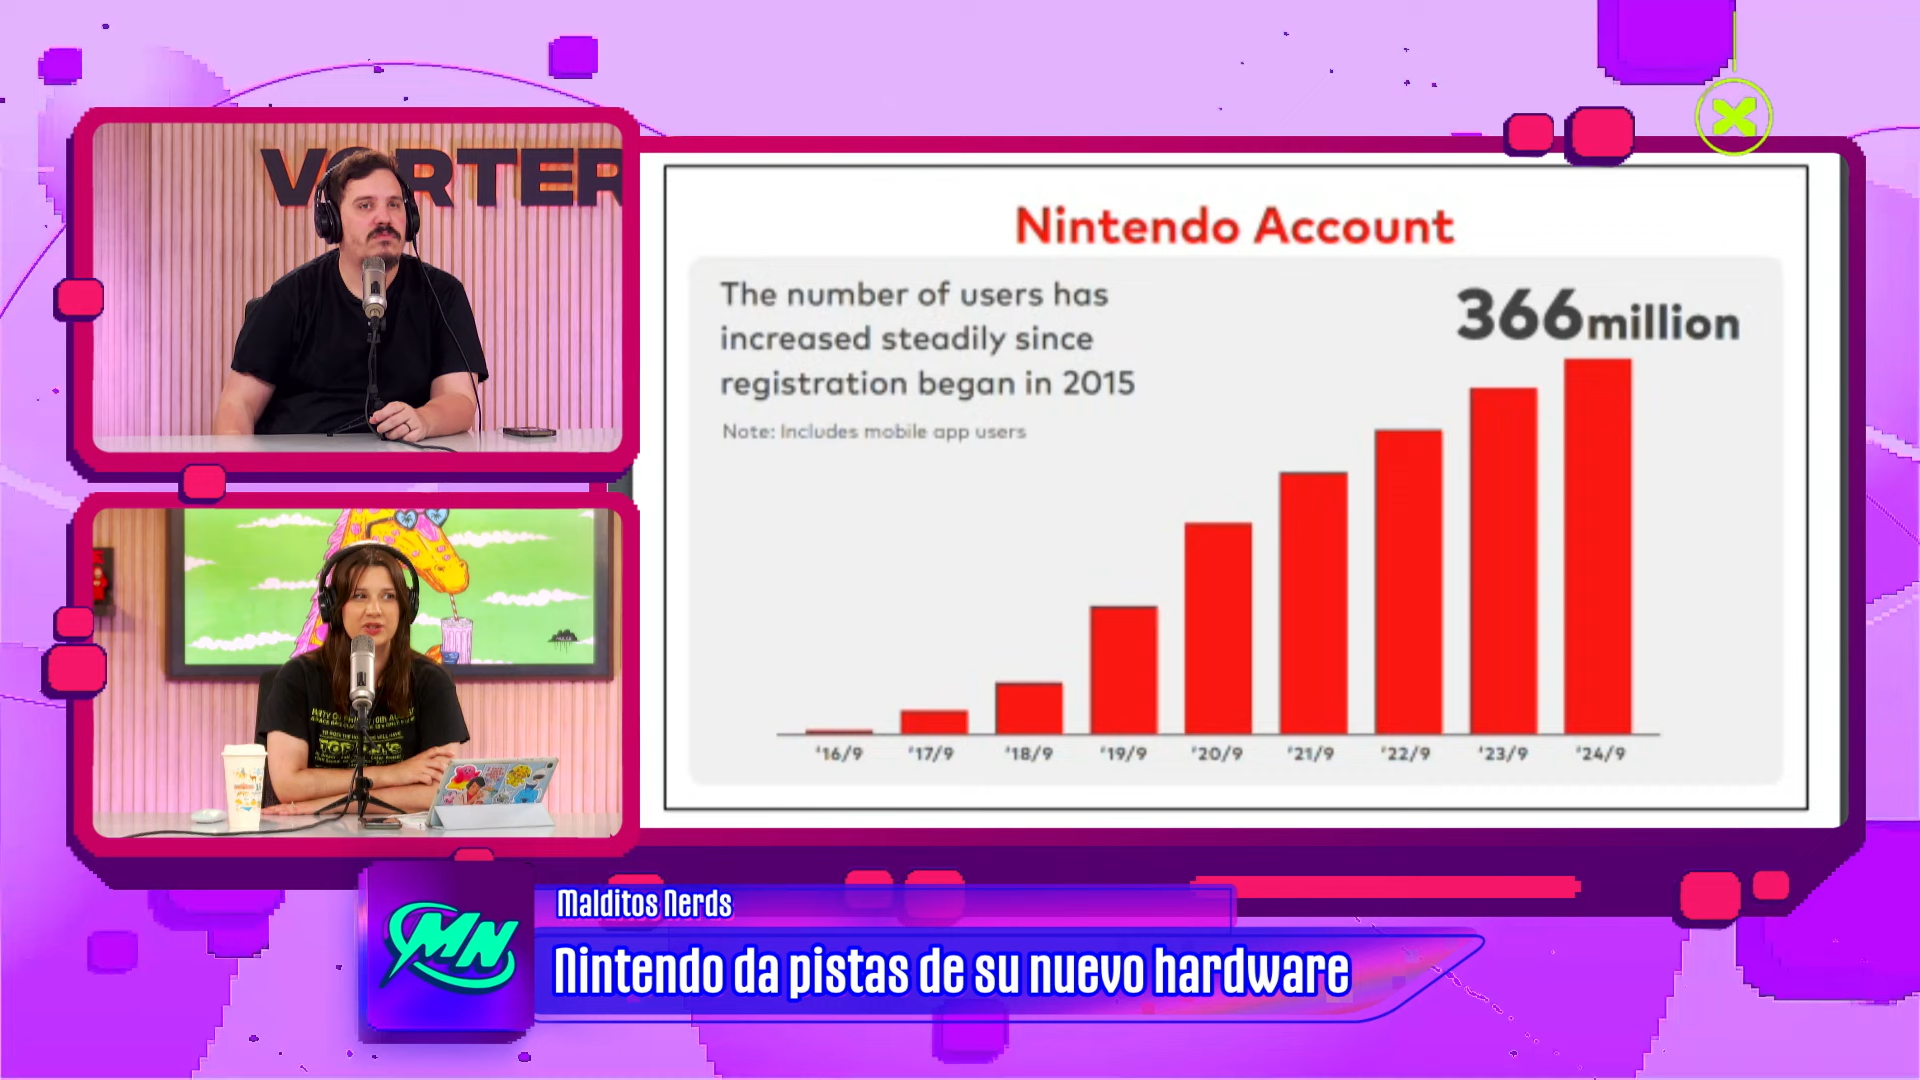 VORTER
Nintendo Account
The number of users has
increased steadily since
registration began in 2015
Note: Includes mobile app users
366million
'16/9 '17/9 '18/9 '19/9 '20/9 '21/9 '22/9 '23/9 '24/9
MN
Malditos Nerds
Nintendo da pistas de su nuevo hardware